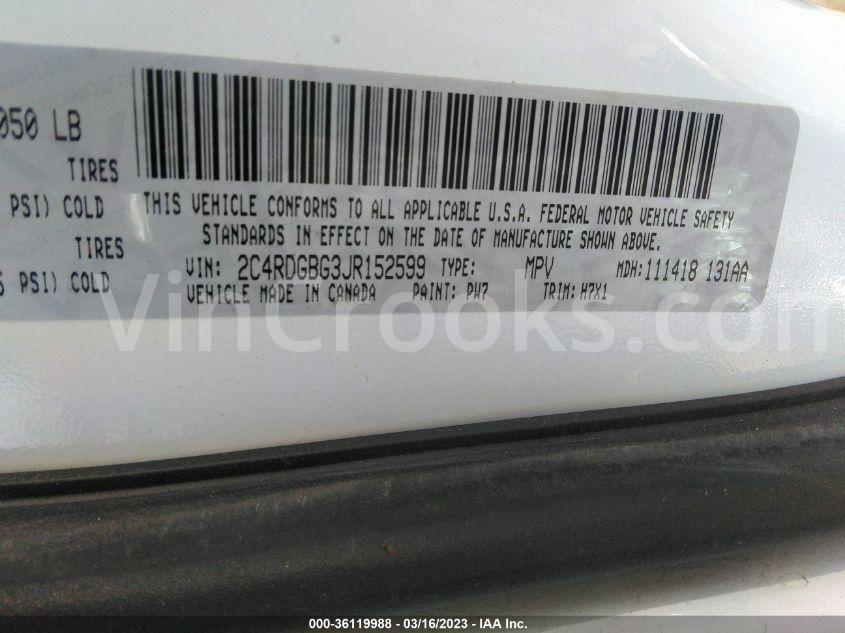 050 LB
TIRES
PSI) COLD
TIRES
PSI) COLD
THIS VEHICLE CONFORMS TO ALL APPLICABLE U.S.A. FEDERAL MOTOR VEHICLE SAFETY
STANDARDS IN EFFECT ON THE DATE OF MANUFACTURE SHOWN ABOVE.
VIN: 2C4RDGBG3JR152599 TYPE: MPV MDH:111418 131AA
VEHICLE MADE IN CANADA PAINT: PW7 TRIM: H7X1
VinCrooks.com
000-36119988 - 03/16/2023 - IAA Inc.